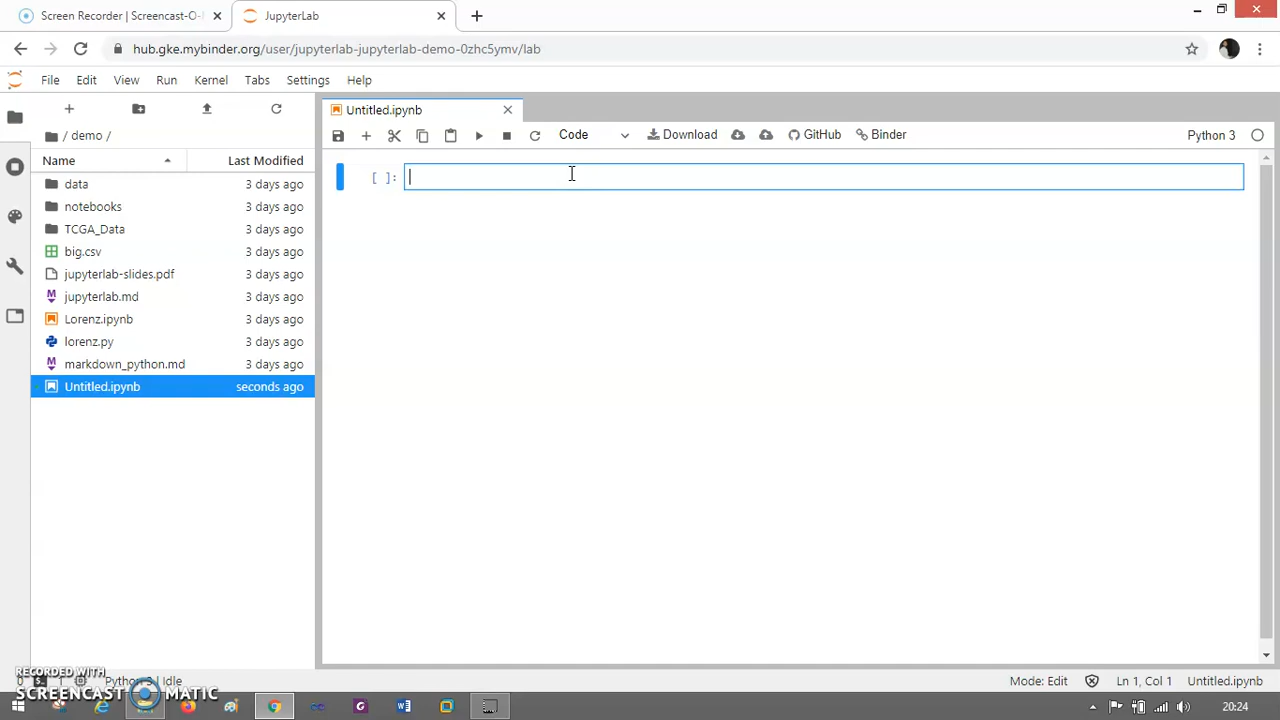 Screen Recorder | Screencast-O-
JupyterLab
hub.gke.mybinder.org/user/jupyterlab-jupyterlab-demo-0zhc5ymv/lab
File Edit View Run Kernel Tabs Settings Help
/ demo /
Name Last Modified
data 3 days ago
notebooks 3 days ago
TCGA_Data 3 days ago
big.csv 3 days ago
jupyterlab-slides.pdf 3 days ago
jupyterlab.md 3 days ago
Lorenz.ipynb 3 days ago
lorenz.py 3 days ago
markdown_python.md 3 days ago
Untitled.ipynb seconds ago
Untitled.ipynb
Code Download GitHub Binder Python 3
[ ]:
Python 3 | Idle
Mode: Edit Ln 1, Col 1 Untitled.ipynb
RECORDED WITH
SCREENCAST MATIC
20:24